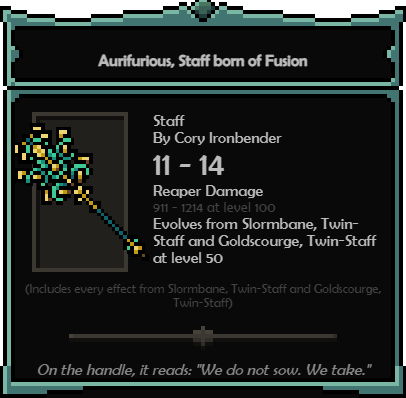 Aurifurious, Staff born of Fusion
Staff
By Cory Ironbender
11 - 14
Reaper Damage
911 - 1214 at level 100
Evolves from Slormbane, Twin-
Staff and Goldscourge, Twin-Staff
at level 50
(Includes every effect from Slormbane, Twin-Staff and Goldscourge,
Twin-Staff)
On the handle, it reads: "We do not sow. We take."